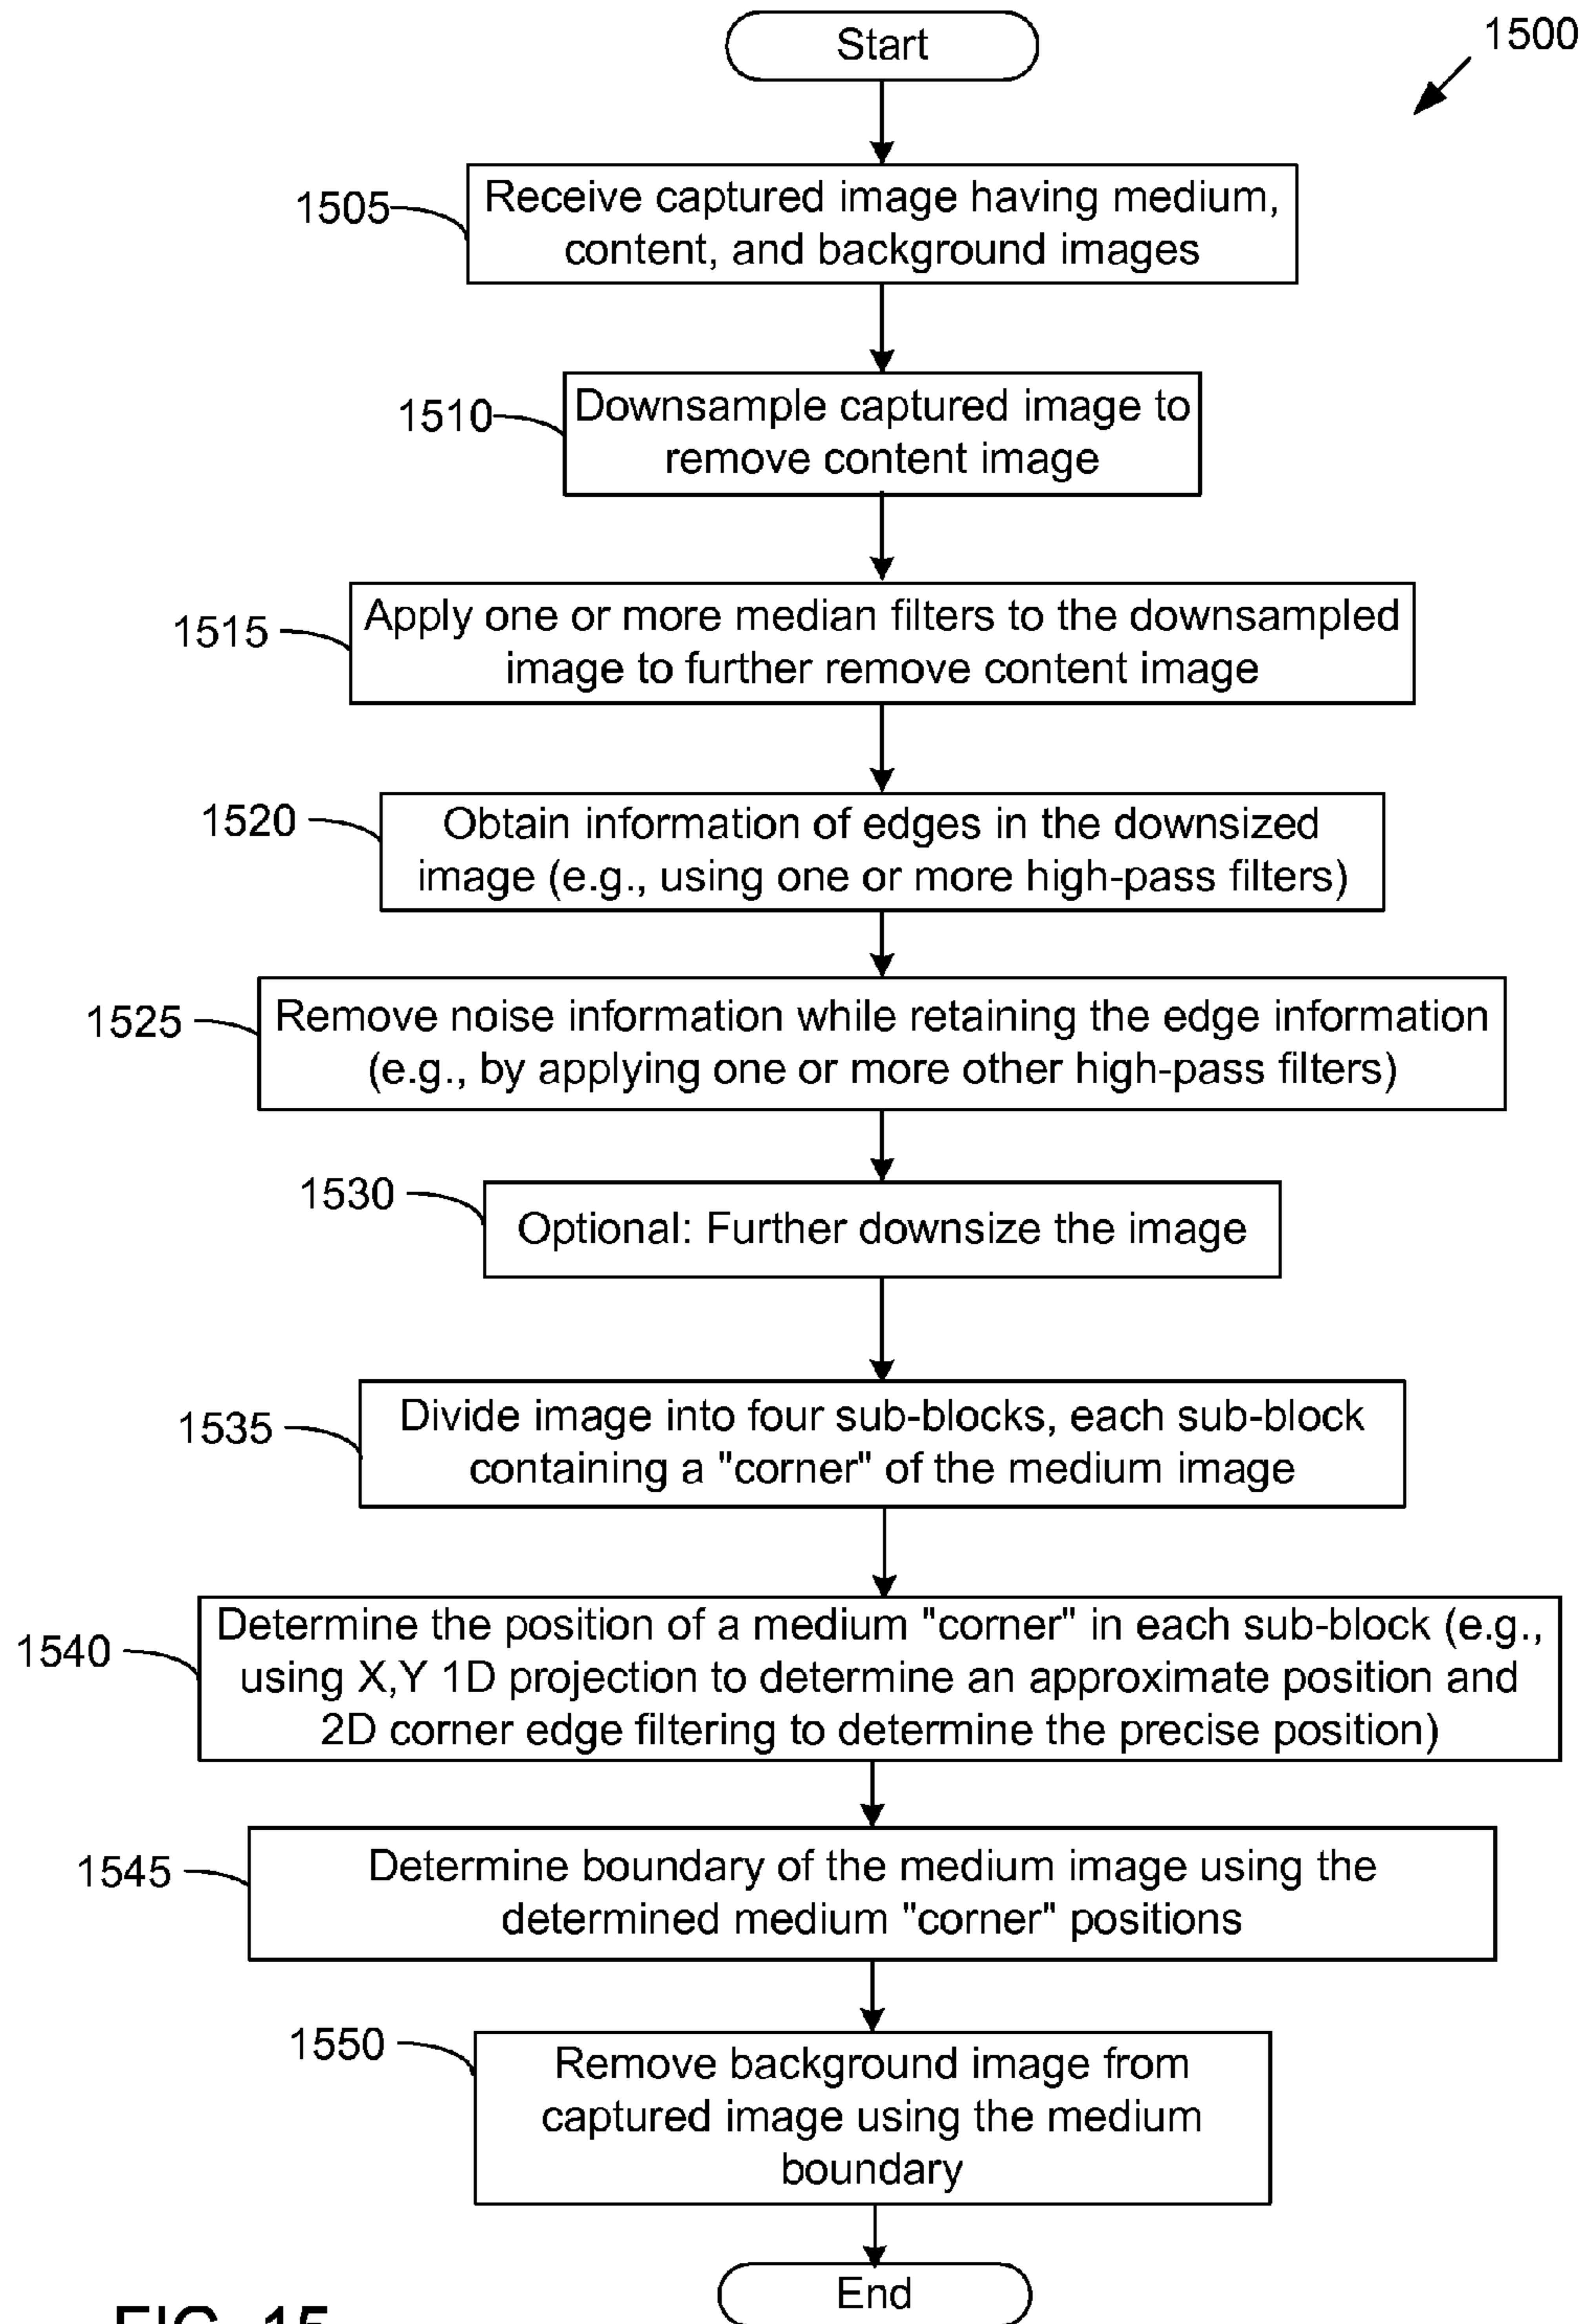 Start
1500
1505
Receive captured image having medium,
content, and background images
1510
Downsample captured image to
remove content image
1515
Apply one or more median filters to the downsampled
image to further remove content image
1520
Obtain information of edges in the downsized
image (e.g., using one or more high-pass filters)
1525
Remove noise information while retaining the edge information
(e.g., by applying one or more other high-pass filters)
1530
Optional: Further downsize the image
1535
Divide image into four sub-blocks, each sub-block
containing a "corner" of the medium image
1540
Determine the position of a medium "corner" in each sub-block (e.g.,
using X,Y 1D projection to determine an approximate position and
2D corner edge filtering to determine the precise position)
1545
Determine boundary of the medium image using the
determined medium "corner" positions
1550
Remove background image from
captured image using the medium
boundary
End
FIG. 15